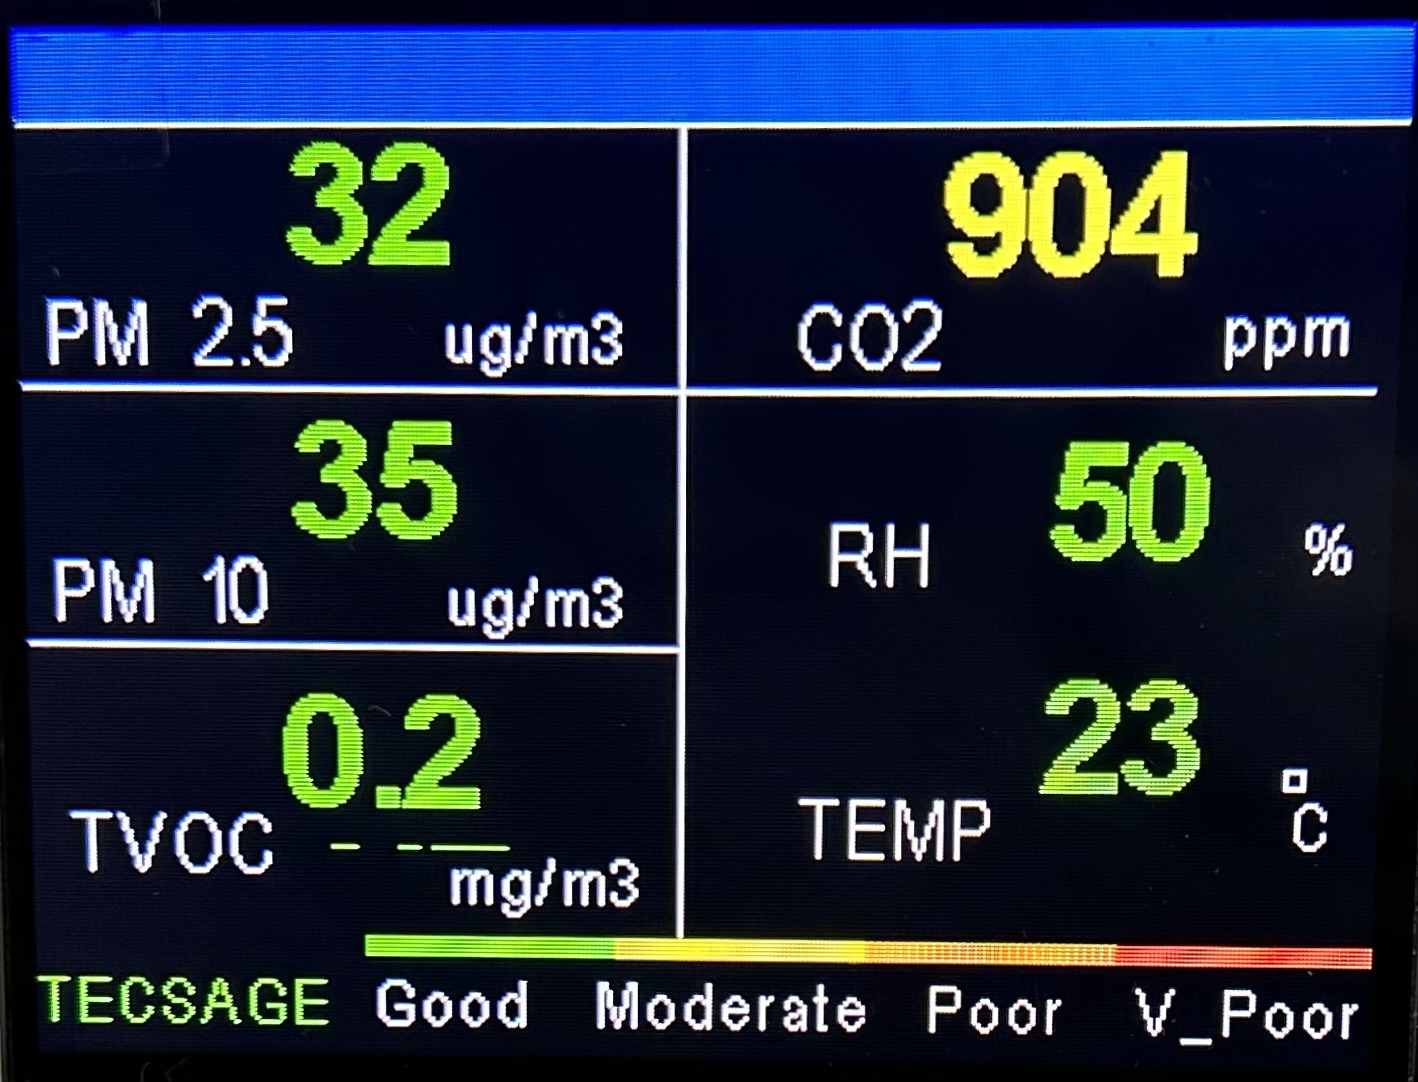 32
PM 2.5 ug/m3
904
CO2 ppm
35
PM 10 ug/m3
50
RH %
0.2
TVOC mg/m3
23
TEMP °C
TECSAGE Good Moderate Poor V_Poor